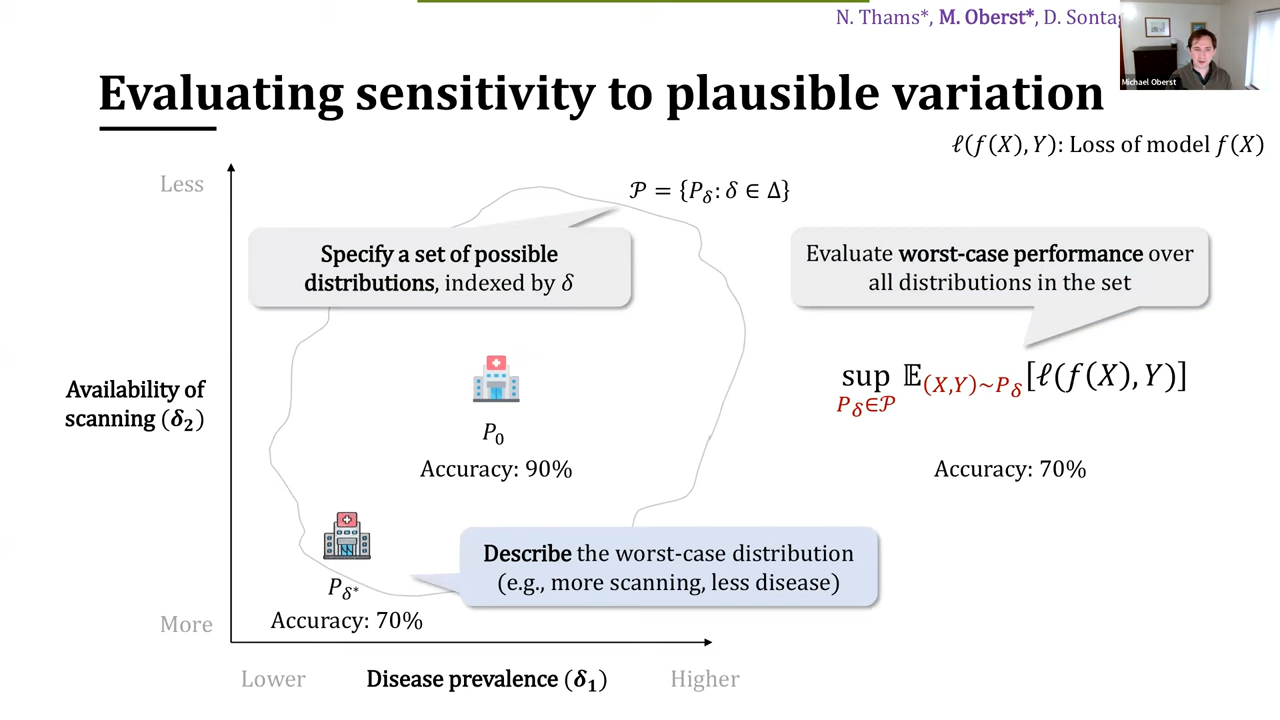 N. Thams*, M. Oberst*, D. Sontag
Michael Oberst
Evaluating sensitivity to plausible variation
ℓ(f(X), Y): Loss of model f(X)
Less
𝒫 = {P_δ: δ ∈ Δ}
Specify a set of possible
distributions, indexed by δ
Evaluate worst-case performance over
all distributions in the set
Availability of
scanning (δ₂)
P₀
Accuracy: 90%
sup 𝔼_(X,Y)~P_δ [ℓ(f(X), Y)]
P_δ∈𝒫
Accuracy: 70%
Describe the worst-case distribution
(e.g., more scanning, less disease)
P_δ*
Accuracy: 70%
More
Lower
Disease prevalence (δ₁)
Higher